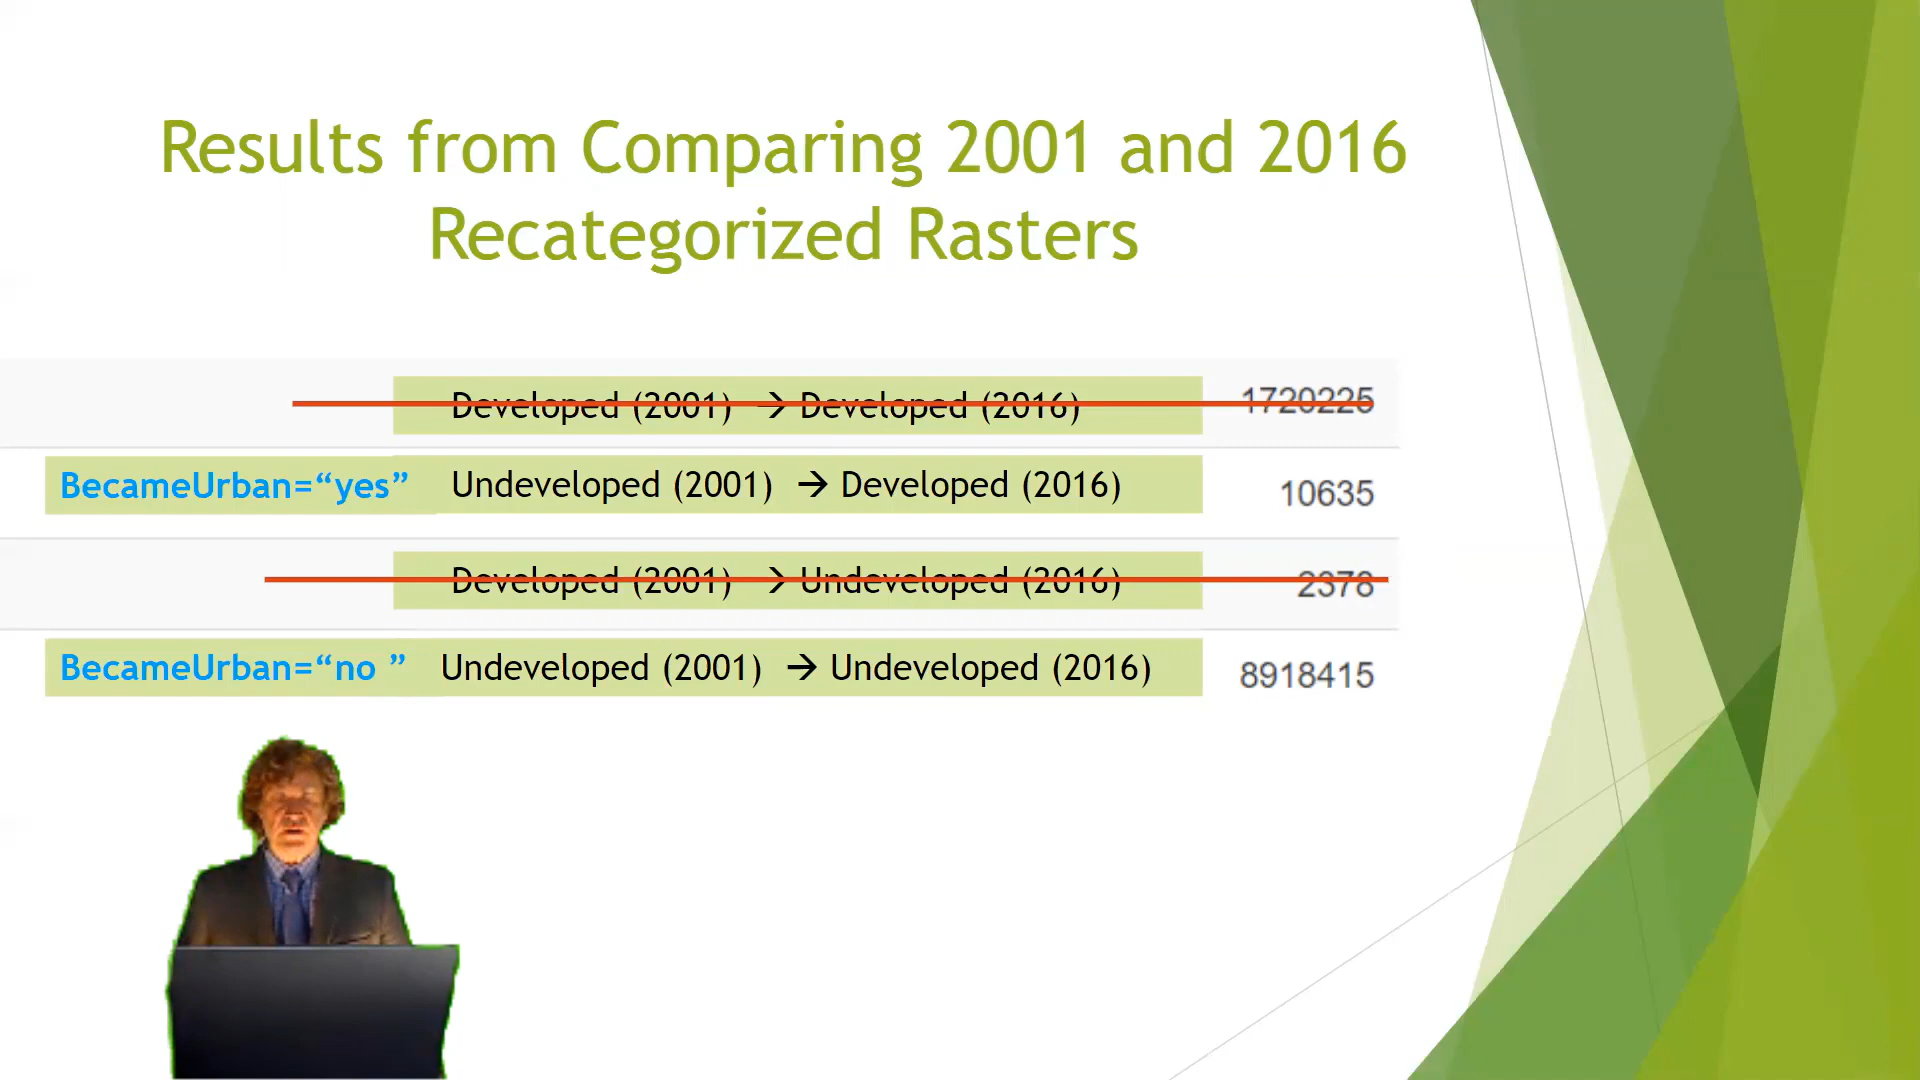 Results from Comparing 2001 and 2016
Recategorized Rasters
Developed (2001) → Developed (2016) 1720225
BecameUrban=“yes” Undeveloped (2001) → Developed (2016) 10635
Developed (2001) → Undeveloped (2016) 2378
BecameUrban=“no ” Undeveloped (2001) → Undeveloped (2016) 8918415